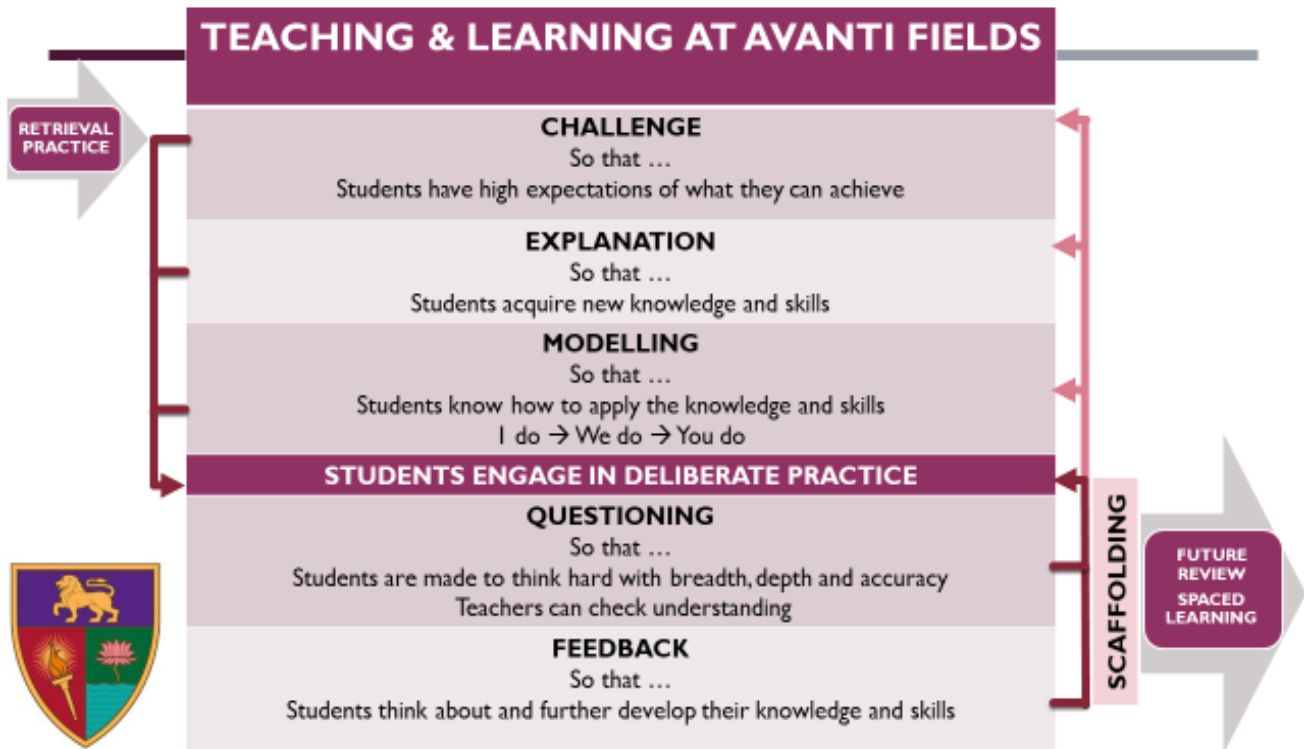 TEACHING & LEARNING AT AVANTI FIELDS
RETRIEVAL
PRACTICE
CHALLENGE
So that ...
Students have high expectations of what they can achieve
EXPLANATION
So that ...
Students acquire new knowledge and skills
MODELLING
So that ...
Students know how to apply the knowledge and skills
I do → We do → You do
STUDENTS ENGAGE IN DELIBERATE PRACTICE
QUESTIONING
So that ...
Students are made to think hard with breadth, depth and accuracy
Teachers can check understanding
FEEDBACK
So that ...
Students think about and further develop their knowledge and skills
SCAFFOLDING
FUTURE
REVIEW
SPACED
LEARNING